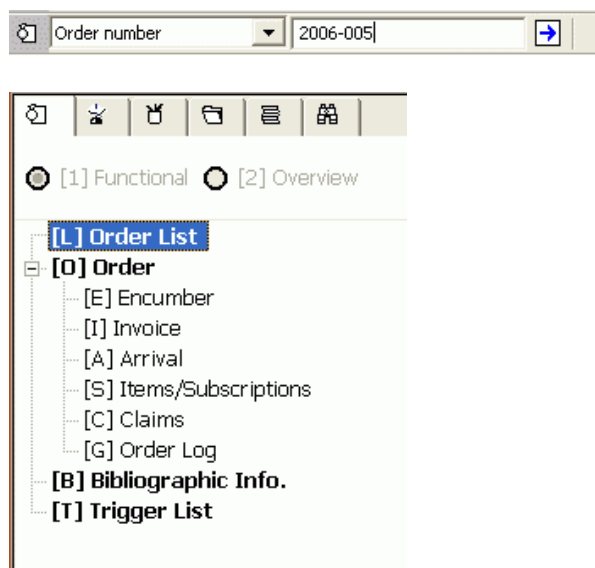 Order number 2006-005
[1] Functional [2] Overview
[L] Order List
[O] Order
[E] Encumber
[I] Invoice
[A] Arrival
[S] Items/Subscriptions
[C] Claims
[G] Order Log
[B] Bibliographic Info.
[T] Trigger List